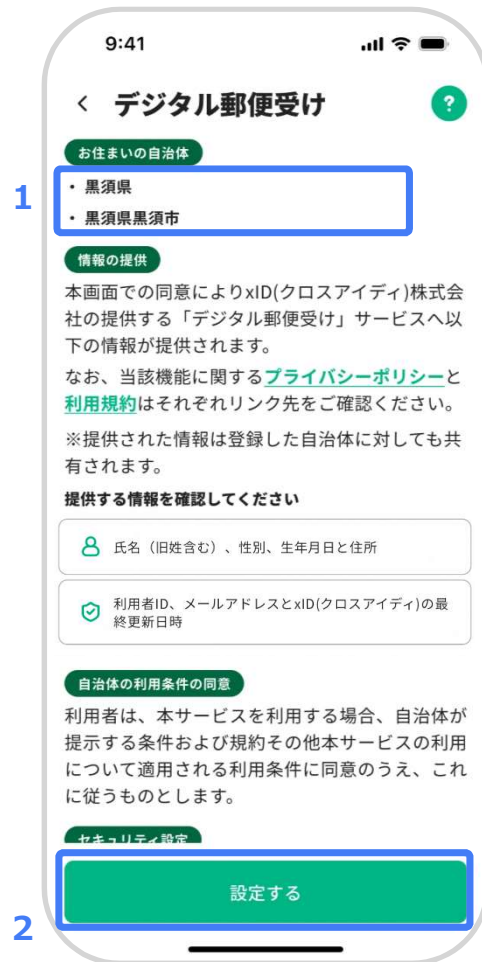 9:41
デジタル郵便受け
?
お住まいの自治体
1
・ 黒須県
・ 黒須県黒須市
情報の提供
本画面での同意によりxID(クロスアイディ)株式会
社の提供する「デジタル郵便受け」サービスへ以
下の情報が提供されます。
なお、当該機能に関するプライバシーポリシーと
利用規約はそれぞれリンク先をご確認ください。
※提供された情報は登録した自治体に対しても共
有されます。
提供する情報を確認してください
氏名（旧姓含む）、性別、生年月日と住所
利用者ID、メールアドレスとxID(クロスアイディ)の最
終更新日時
自治体の利用条件の同意
利用者は、本サービスを利用する場合、自治体が
提示する条件および規約その他本サービスの利用
について適用される利用条件に同意のうえ、これ
に従うものとします。
セキュリティ設定
設定する
2